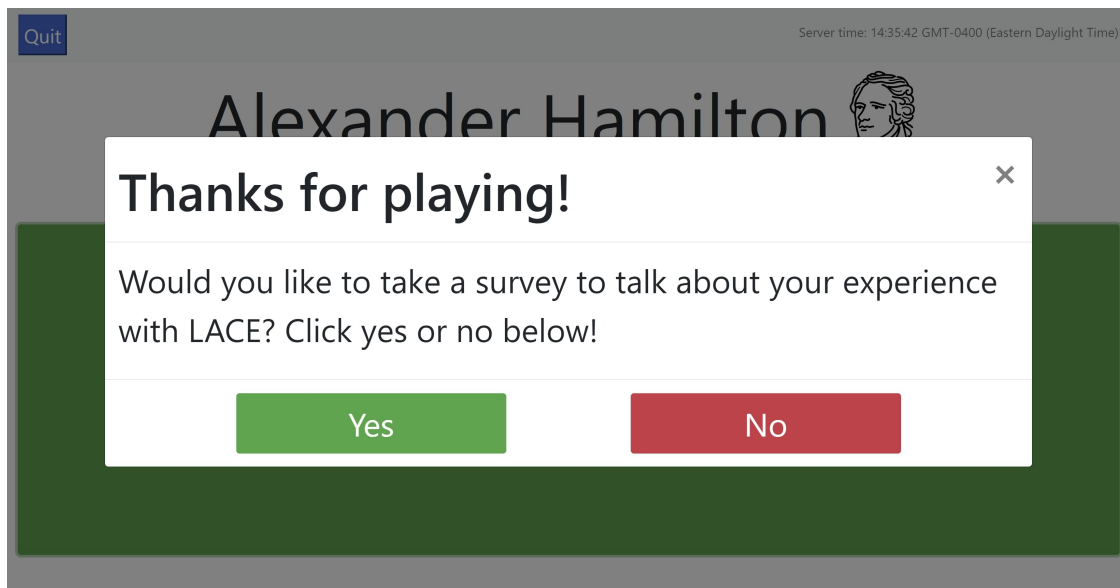 Quit
Server time: 14:35:42 GMT-0400 (Eastern Daylight Time)
Alexander Hamilton
Thanks for playing!
×
Would you like to take a survey to talk about your experience
with LACE? Click yes or no below!
Yes
No